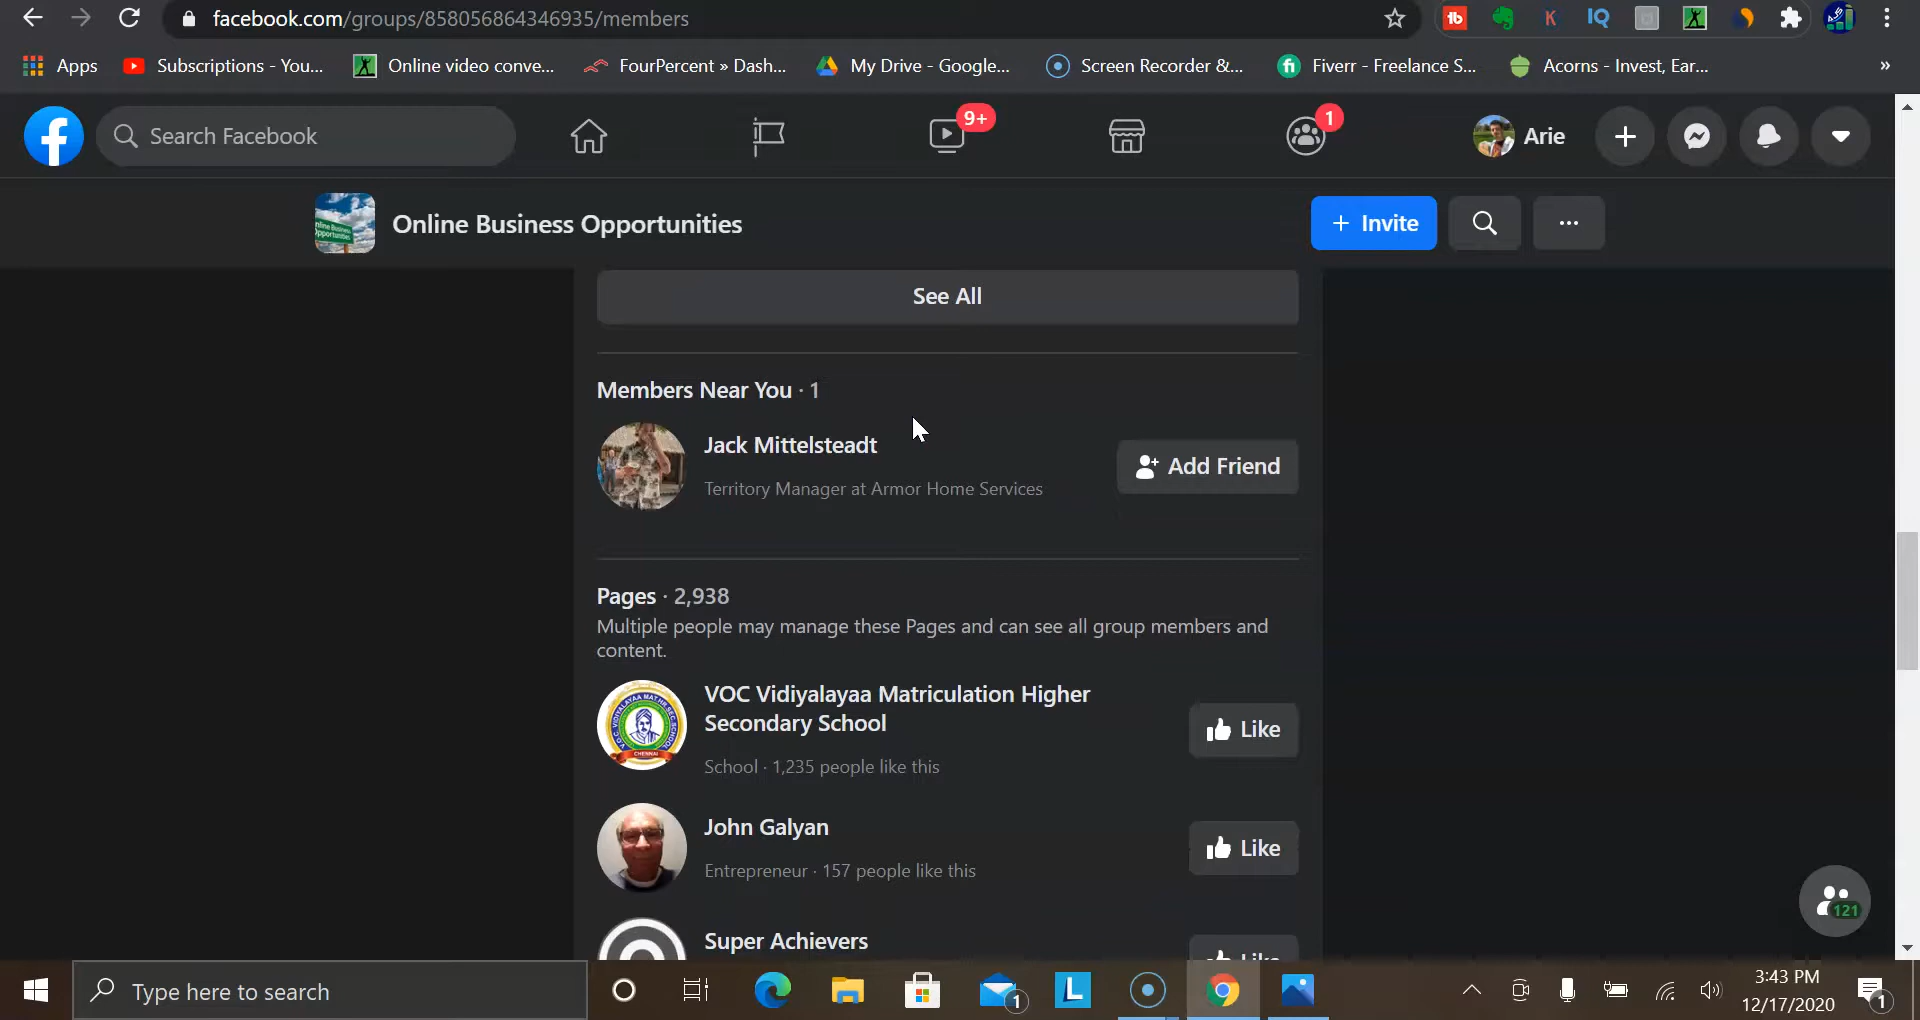 facebook.com/groups/858056864346935/members
Apps
Subscriptions - You...
Online video conve...
FourPercent » Dash...
My Drive - Google...
Screen Recorder &...
Fiverr - Freelance S...
Acorns - Invest, Ear...
»
Search Facebook
9+
1
Arie
Online Business Opportunities
+ Invite
See All
Members Near You · 1
Jack Mittelsteadt
Territory Manager at Armor Home Services
Add Friend
Pages · 2,938
Multiple people may manage these Pages and can see all group members and
content.
VOC Vidiyalayaa Matriculation Higher
Secondary School
School · 1,235 people like this
Like
John Galyan
Entrepreneur · 157 people like this
Like
Super Achievers
Like
121
Type here to search
1
3:43 PM
12/17/2020
1